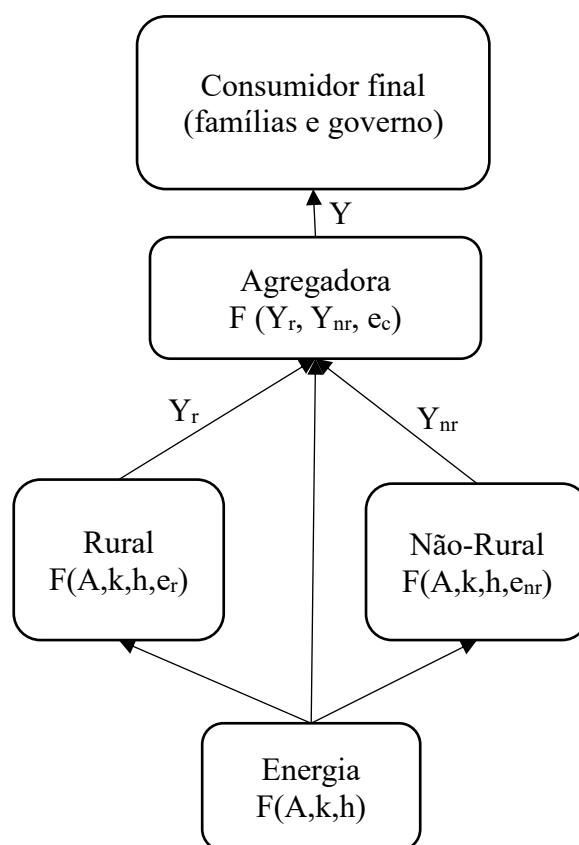 Consumidor final
(famílias e governo)
Y
Agregadora
F (Yr, Ynr, ec)
Yr
Ynr
Rural
F(A,k,h,er)
Não-Rural
F(A,k,h,enr)
Energia
F(A,k,h)